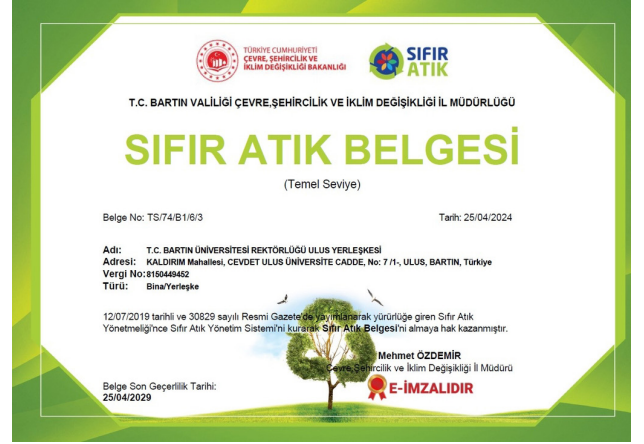 TÜRKİYE CUMHURİYETİ
ÇEVRE, ŞEHİRCİLİK VE
İKLİM DEĞİŞİKLİĞİ BAKANLIĞI
SIFIR
ATIK
T.C. BARTIN VALİLİĞİ ÇEVRE,ŞEHİRCİLİK VE İKLİM DEĞİŞİKLİĞİ İL MÜDÜRLÜĞÜ
SIFIR ATIK BELGESİ
(Temel Seviye)
Belge No: TS/74/B1/6/3
Tarih: 25/04/2024
Adı: T.C. BARTIN ÜNİVERSİTESİ REKTÖRLÜĞÜ ULUS YERLEŞKESİ
Adresi: KALDIRIM Mahallesi, CEVDET ULUS ÜNİVERSİTE CADDE, No: 7 /1-, ULUS, BARTIN, Türkiye
Vergi No:8150449452
Türü: Bina/Yerleşke
12/07/2019 tarihli ve 30829 sayılı Resmi Gazete'de yayımlanarak yürürlüğe giren Sıfır Atık
Yönetmeliği'nce Sıfır Atık Yönetim Sistemi'ni kurarak Sıfır Atık Belgesi'ni almaya hak kazanmıştır.
Mehmet ÖZDEMİR
Çevre,Şehircilik ve İklim Değişikliği İl Müdürü
E-İMZALIDIR
Belge Son Geçerlilik Tarihi:
25/04/2029